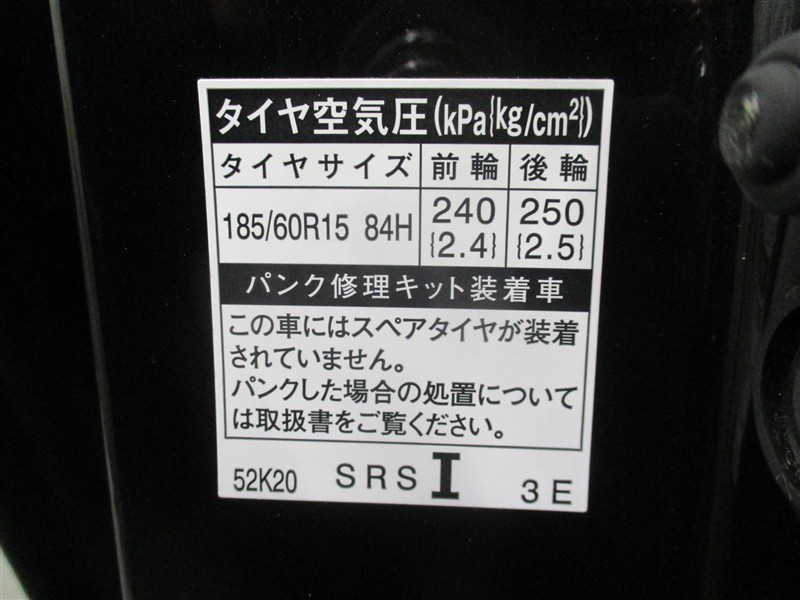 タイヤ空気圧(kPa{kg/cm²})
タイヤサイズ 前輪 後輪
185/60R15 84H 240 250
{2.4} {2.5}
パンク修理キット装着車
この車にはスペアタイヤが装着
されていません。
パンクした場合の処置について
は取扱書をご覧ください。
52K20 SRS I 3E